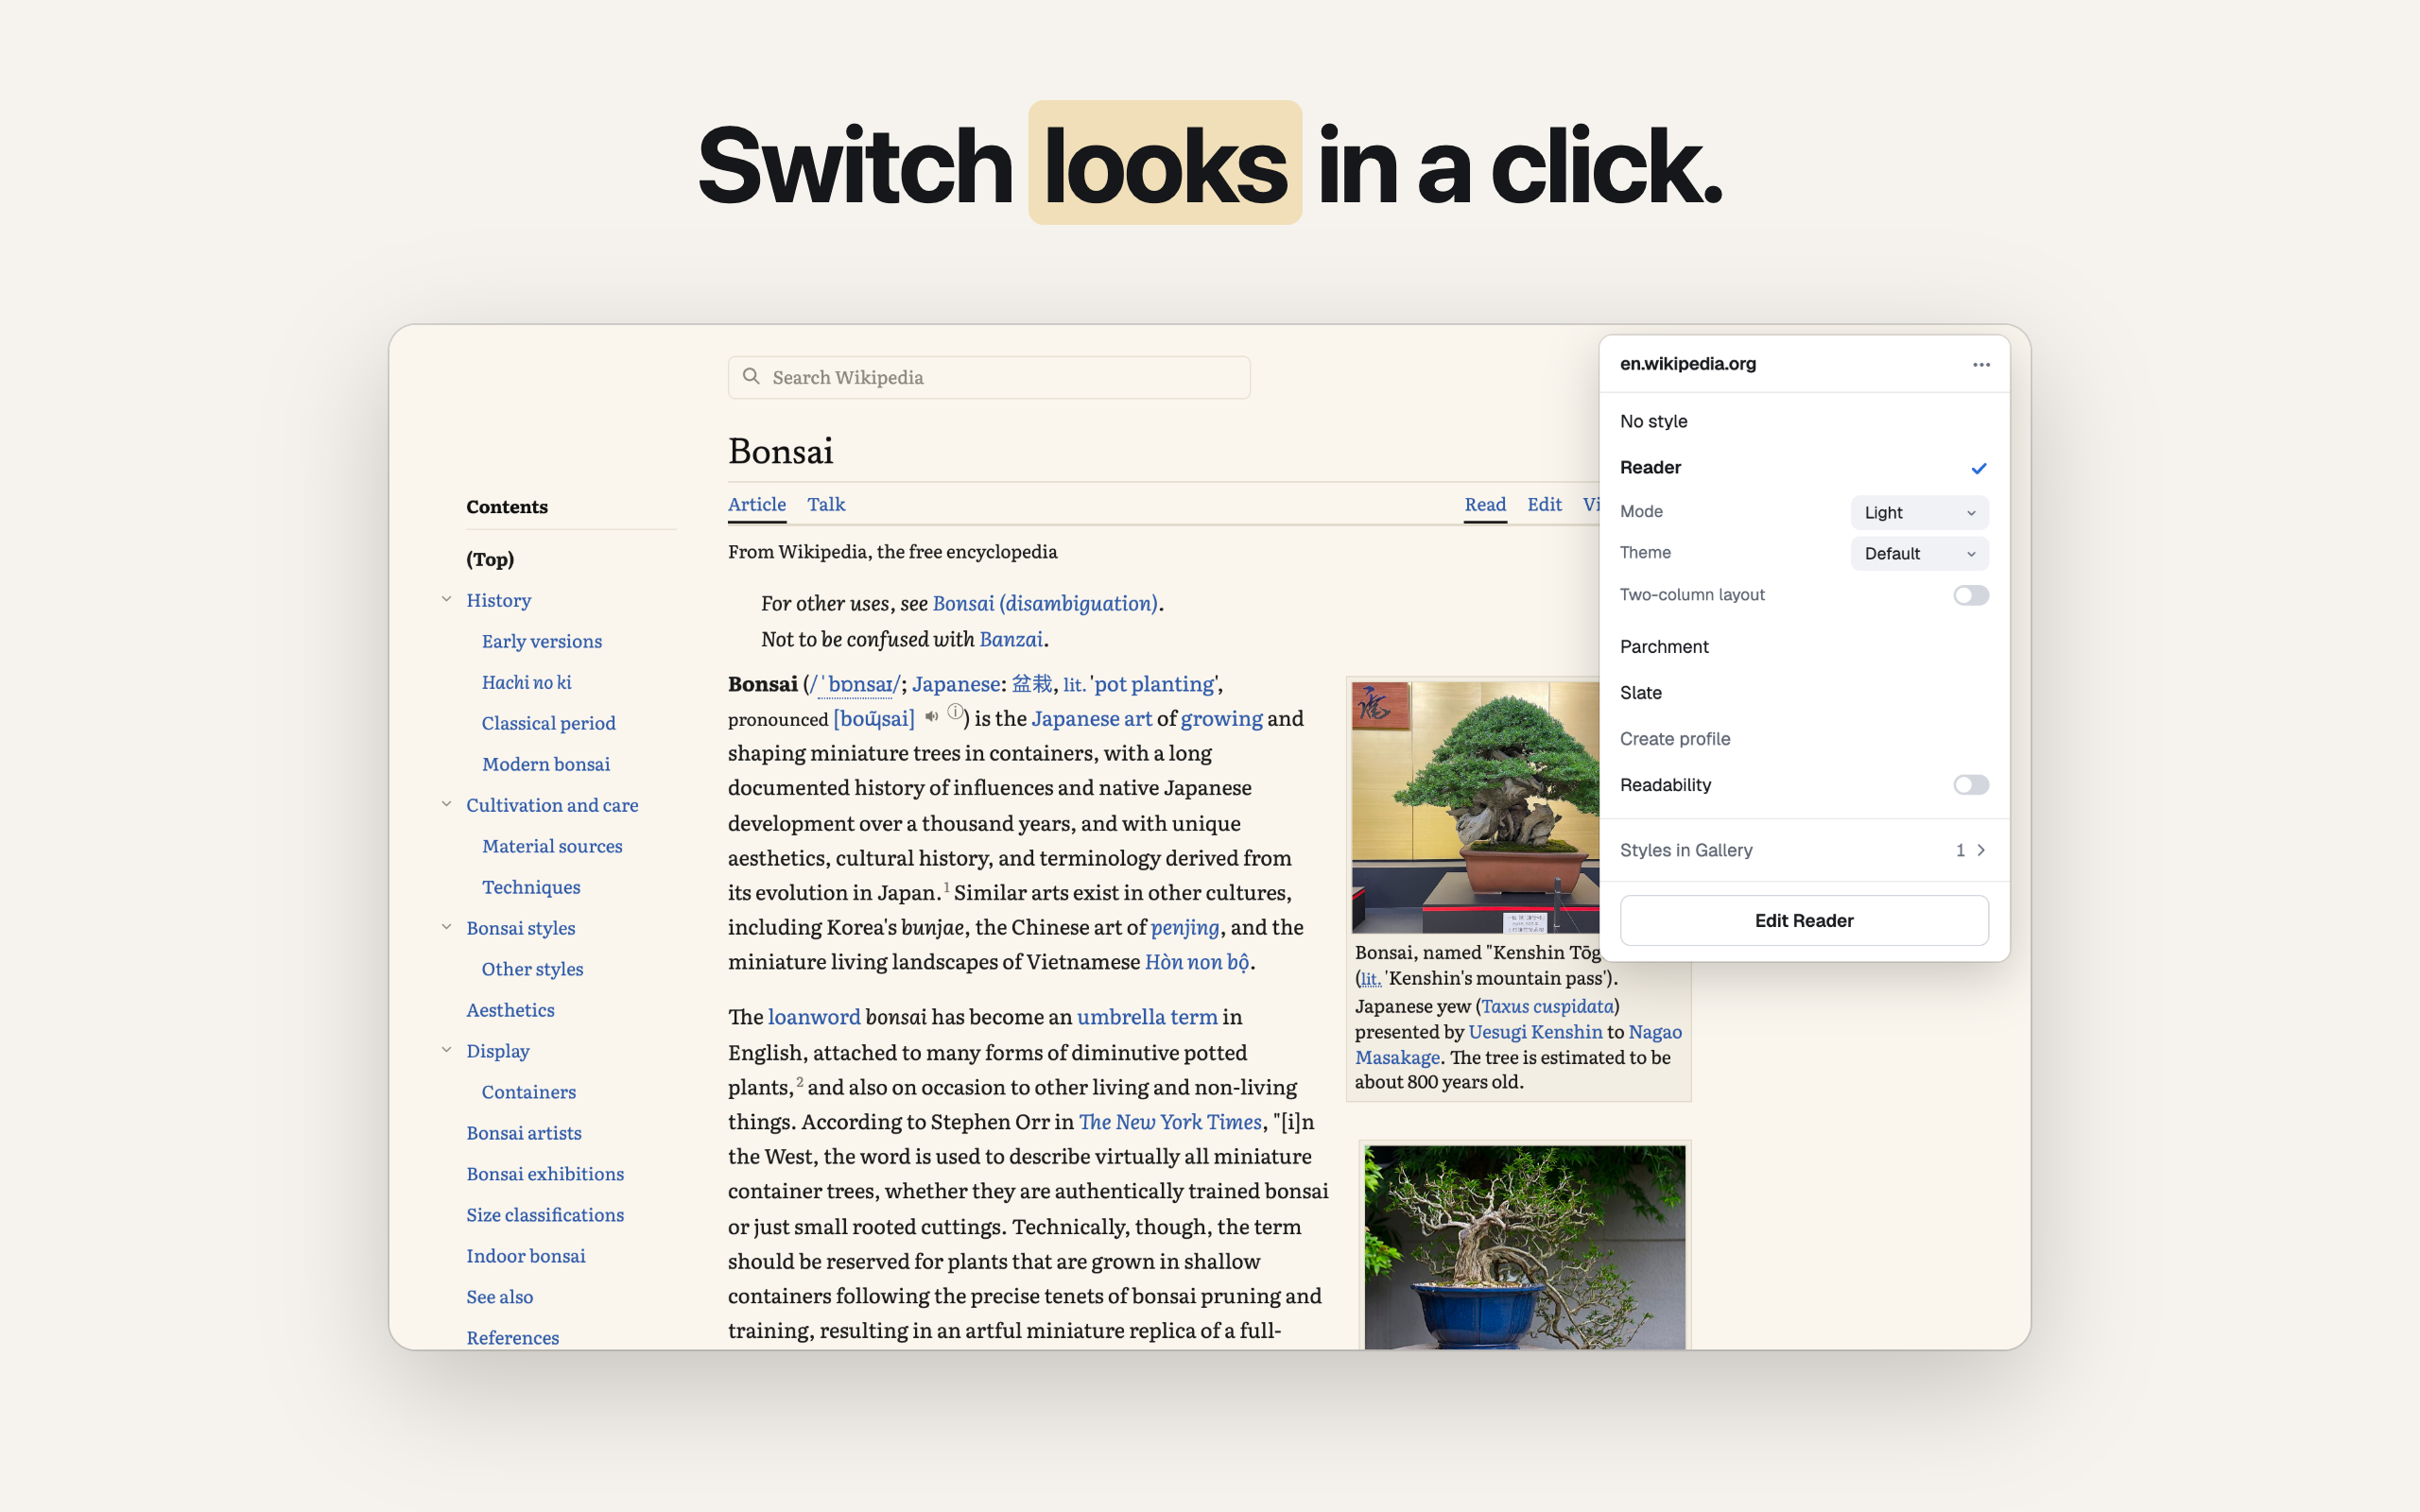 Switch looks in a click.
Search Wikipedia
Bonsai
Article Talk
Read Edit Vi
From Wikipedia, the free encyclopedia
For other uses, see Bonsai (disambiguation).
Not to be confused with Banzai.
Contents
(Top)
History
Early versions
Hachi no ki
Classical period
Modern bonsai
Cultivation and care
Material sources
Techniques
Bonsai styles
Other styles
Aesthetics
Display
Containers
Bonsai artists
Bonsai exhibitions
Size classifications
Indoor bonsai
See also
References
Bonsai (/ˈbɒnsaɪ/; Japanese: 盆栽, lit. 'pot planting',
pronounced [boɰ̃sai] ) is the Japanese art of growing and
shaping miniature trees in containers, with a long
documented history of influences and native Japanese
development over a thousand years, and with unique
aesthetics, cultural history, and terminology derived from
its evolution in Japan.1 Similar arts exist in other cultures,
including Korea's bunjae, the Chinese art of penjing, and the
miniature living landscapes of Vietnamese Hòn non bộ.
The loanword bonsai has become an umbrella term in
English, attached to many forms of diminutive potted
plants,2 and also on occasion to other living and non-living
things. According to Stephen Orr in The New York Times, "[i]n
the West, the word is used to describe virtually all miniature
container trees, whether they are authentically trained bonsai
or just small rooted cuttings. Technically, though, the term
should be reserved for plants that are grown in shallow
containers following the precise tenets of bonsai pruning and
training, resulting in an artful miniature replica of a full-
Bonsai, named "Kenshin Tōg
(lit. 'Kenshin's mountain pass').
Japanese yew (Taxus cuspidata)
presented by Uesugi Kenshin to Nagao
Masakage. The tree is estimated to be
about 800 years old.
en.wikipedia.org
No style
Reader
Mode Light
Theme Default
Two-column layout
Parchment
Slate
Create profile
Readability
Styles in Gallery 1
Edit Reader